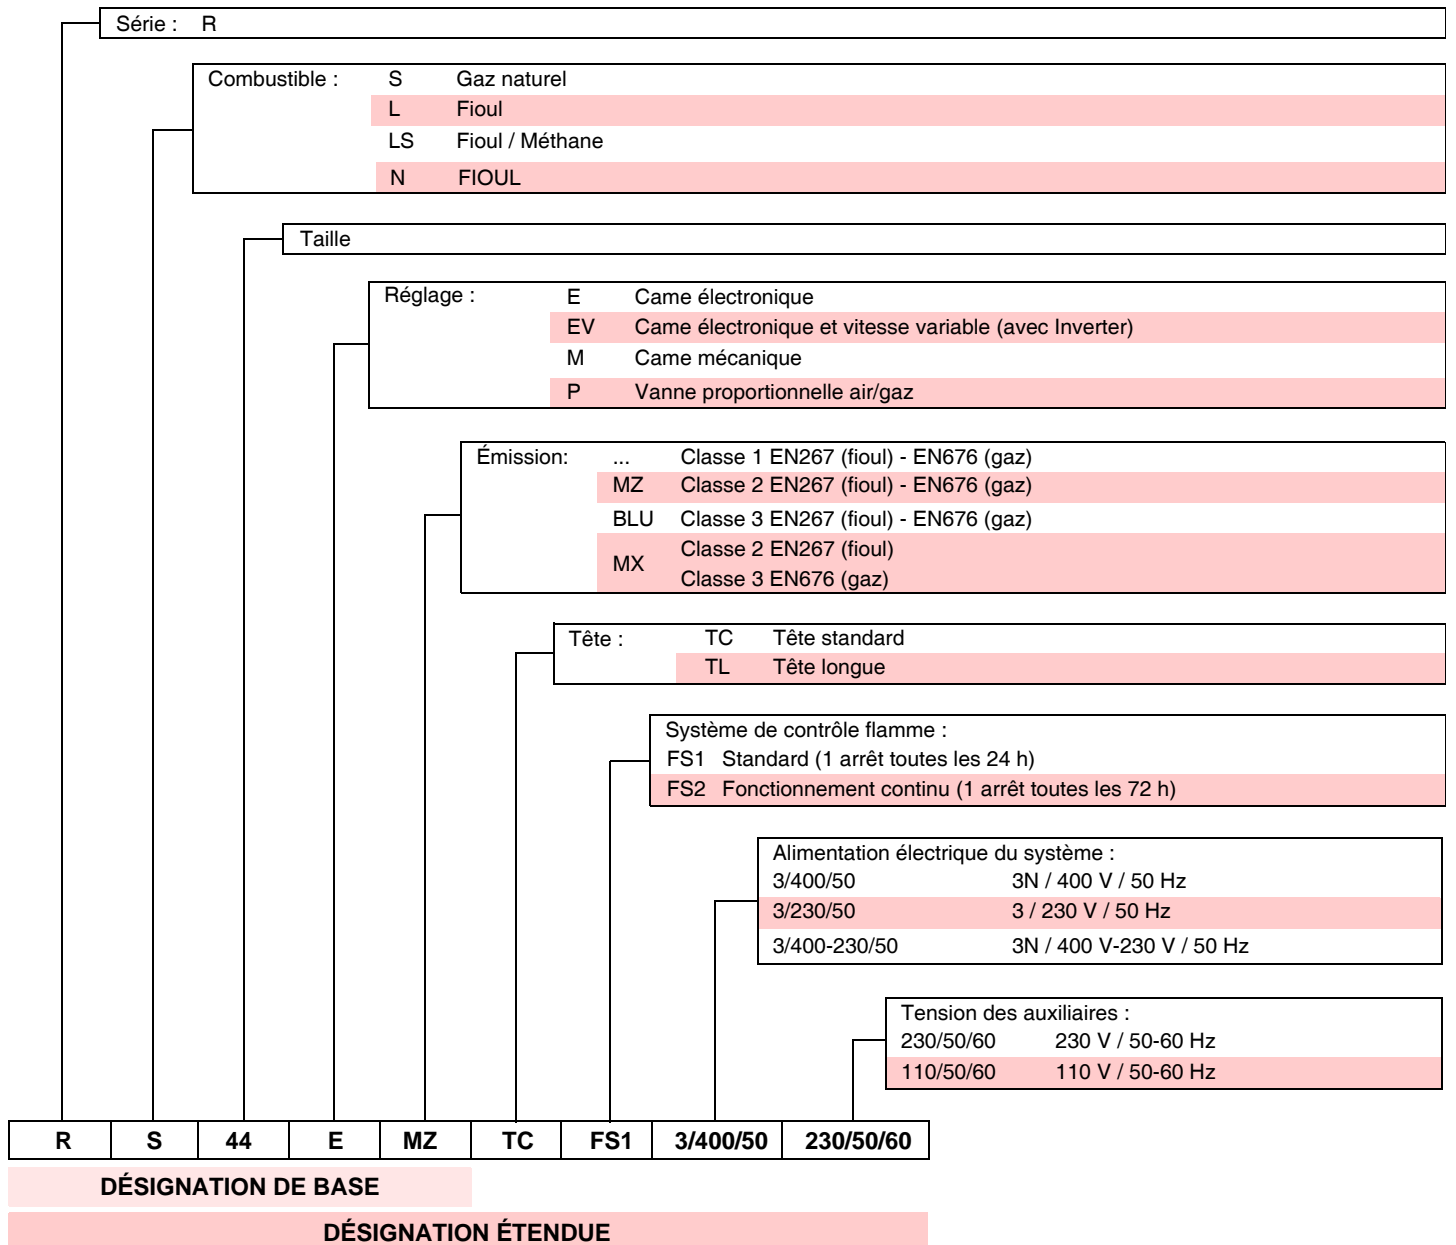 Série : R
Combustible : S Gaz naturel
L Fioul
LS Fioul / Méthane
N FIOUL
Taille
Réglage : E Came électronique
EV Came électronique et vitesse variable (avec Inverter)
M Came mécanique
P Vanne proportionnelle air/gaz
Émission: ... Classe 1 EN267 (fioul) - EN676 (gaz)
MZ Classe 2 EN267 (fioul) - EN676 (gaz)
BLU Classe 3 EN267 (fioul) - EN676 (gaz)
MX Classe 2 EN267 (fioul)
Classe 3 EN676 (gaz)
Tête : TC Tête standard
TL Tête longue
Système de contrôle flamme :
FS1 Standard (1 arrêt toutes les 24 h)
FS2 Fonctionnement continu (1 arrêt toutes les 72 h)
Alimentation électrique du système :
3/400/50 3N / 400 V / 50 Hz
3/230/50 3 / 230 V / 50 Hz
3/400-230/50 3N / 400 V-230 V / 50 Hz
Tension des auxiliaires :
230/50/60 230 V / 50-60 Hz
110/50/60 110 V / 50-60 Hz
R S 44 E MZ TC FS1 3/400/50 230/50/60
DÉSIGNATION DE BASE
DÉSIGNATION ÉTENDUE